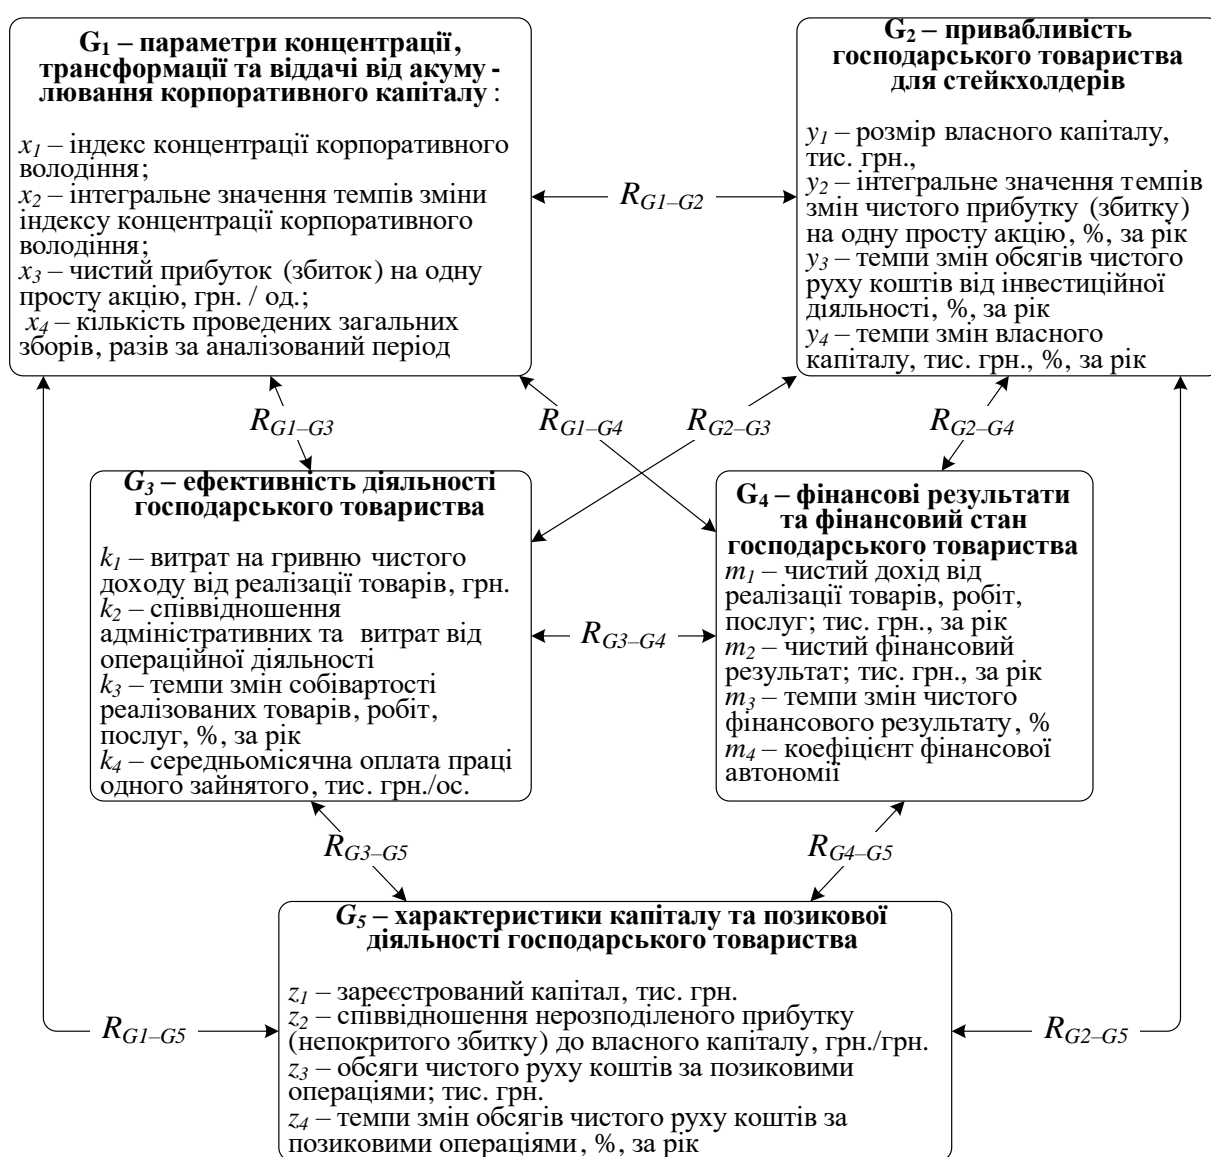 G1 – параметри концентрації,
трансформації та віддачі від акуму -
лювання корпоративного капіталу :
x1 – індекс концентрації корпоративного
володіння;
x2 – інтегральне значення темпів зміни
індексу концентрації корпоративного
володіння;
x3 – чистий прибуток (збиток) на одну
просту акцію, грн. / од.;
x4 – кількість проведених загальних
зборів, разів за аналізований період
RG1–G2
G2 – привабливість
господарського товариства
для стейкхолдерів
y1 – розмір власного капіталу,
тис. грн.,
y2 – інтегральне значення темпів
змін чистого прибутку (збитку)
на одну просту акцію, %, за рік
y3 – темпи змін обсягів чистого
руху коштів від інвестиційної
діяльності, %, за рік
y4 – темпи змін власного
капіталу, тис. грн., %, за рік
RG1–G3
RG1–G4
RG2–G3
RG2–G4
G3 – ефективність діяльності
господарського товариства
k1 – витрат на гривню чистого
доходу від реалізації товарів, грн.
k2 – співвідношення
адміністративних та витрат від
операційної діяльності
k3 – темпи змін собівартості
реалізованих товарів, робіт,
послуг, %, за рік
k4 – середньомісячна оплата праці
одного зайнятого, тис. грн./ос.
RG3–G4
G4 – фінансові результати
та фінансовий стан
господарського товариства
m1 – чистий дохід від
реалізації товарів, робіт,
послуг; тис. грн., за рік
m2 – чистий фінансовий
результат; тис. грн., за рік
m3 – темпи змін чистого
фінансового результату, %
m4 – коефіцієнт фінансової
автономії
RG3–G5
RG4–G5
G5 – характеристики капіталу та позикової
діяльності господарського товариства
z1 – зареєстрований капітал, тис. грн.
z2 – співвідношення нерозподіленого прибутку
(непокритого збитку) до власного капіталу, грн./грн.
z3 – обсяги чистого руху коштів за позиковими
операціями; тис. грн.
z4 – темпи змін обсягів чистого руху коштів за
позиковими операціями, %, за рік
RG1–G5
RG2–G5